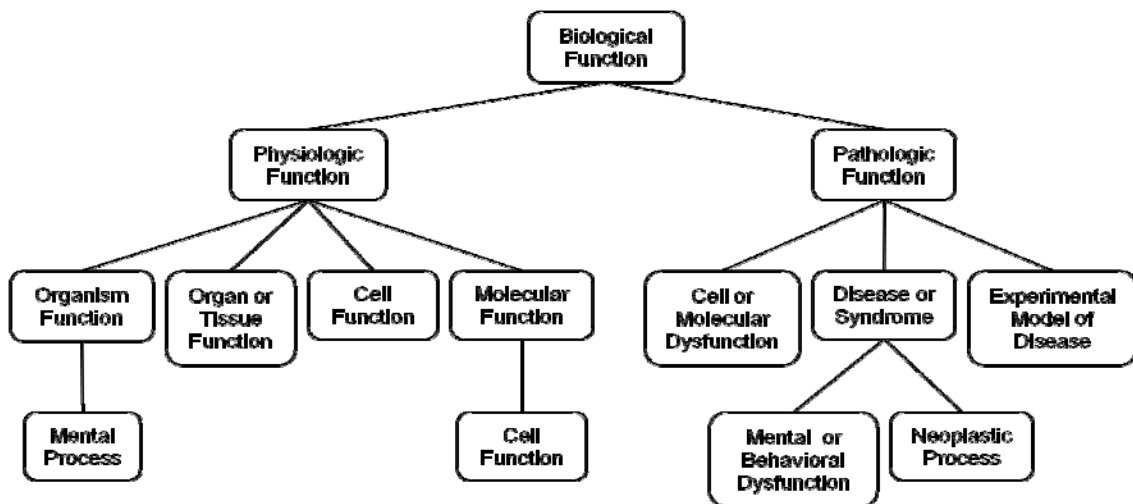 Biological
Function
Physiologic
Function
Pathologic
Function
Organism
Function
Organ or
Tissue
Function
Cell
Function
Molecular
Function
Cell or
Molecular
Dysfunction
Disease or
Syndrome
Experimental
Model of
Disease
Mental
Process
Cell
Function
Mental or
Behavioral
Dysfunction
Neoplastic
Process